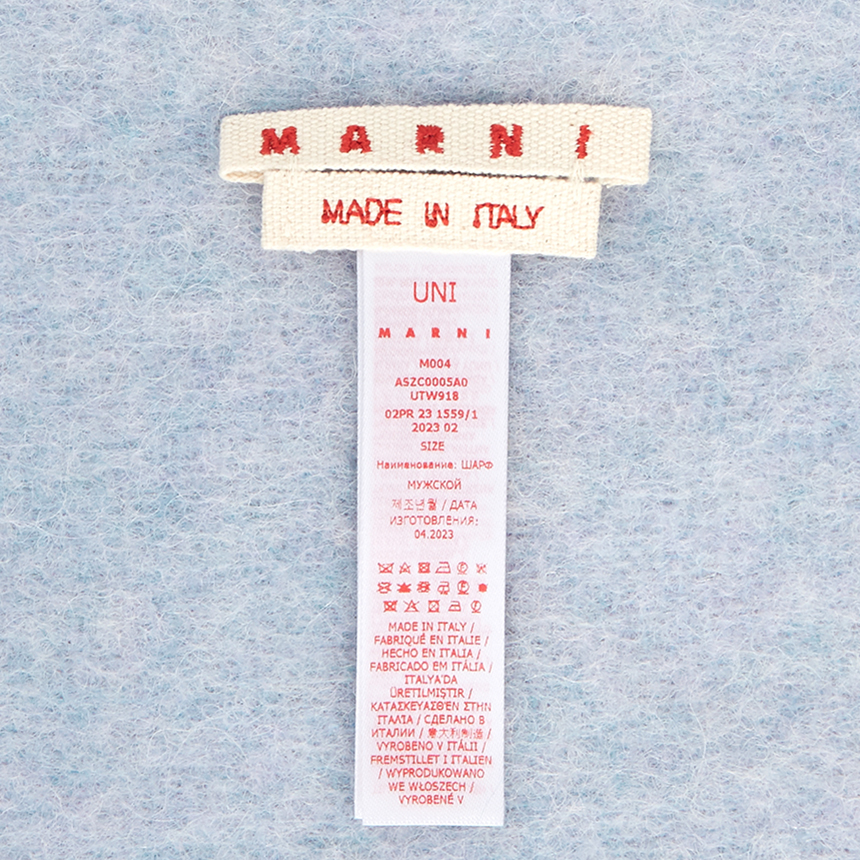 MARNI
MADE IN ITALY
UNI
MARNI
M004
ASZC0005A0
UTW918
02PR 23 1559/1
2023 02
SIZE
Наименование: ШАРФ
МУЖСКОЙ
제조년월 / ДАТА
ИЗГОТОВЛЕНИЯ:
04.2023
MADE IN ITALY /
FABRIQUÉ EN ITALIE /
HECHO EN ITALIA /
FABRICADO EM ITÁLIA /
ITALYA'DA
ÜRETILMIŞTIR /
ΚΑΤΑΣΚΕΥΑΣΘΈΝ ΣΤΗΝ
ΙΤΑΛΊΑ / СДЕЛАНО В
ИТАЛИИ / 意大利制造 /
VYROBENO V ITÁLII /
FREMSTILLET I ITALIEN
/ WYPRODUKOWANO
WE WŁOSZECH /
VYROBENÉ V